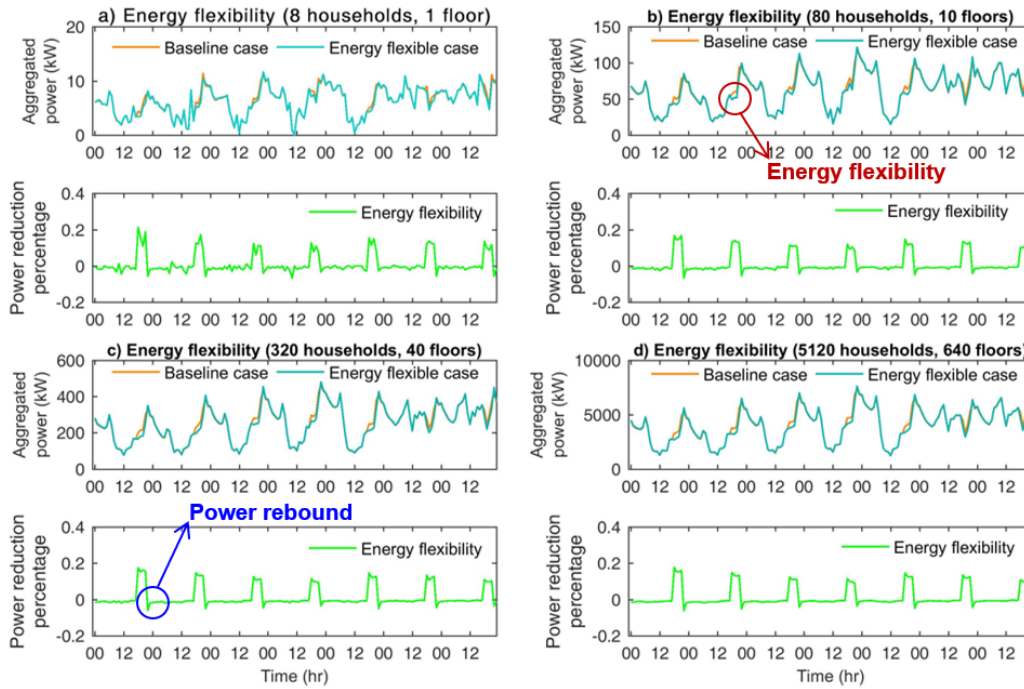 a) Energy flexibility (8 households, 1 floor)
Aggregated
power (kW)
20
10
0
Baseline case
Energy flexible case
00 12 00 12 00 12 00 12 00 12 00 12 00 12
Power reduction
percentage
0.4
0.2
0
-0.2
Energy flexibility
00 12 00 12 00 12 00 12 00 12 00 12 00 12
b) Energy flexibility (80 households, 10 floors)
Aggregated
power (kW)
150
100
50
0
Baseline case
Energy flexible case
00 12 00 12 00 12 00 12 00 12 00 12 00 12
Energy flexibility
Power reduction
percentage
0.4
0.2
0
-0.2
Energy flexibility
00 12 00 12 00 12 00 12 00 12 00 12 00 12
c) Energy flexibility (320 households, 40 floors)
Aggregated
power (kW)
600
400
200
0
Baseline case
Energy flexible case
00 12 00 12 00 12 00 12 00 12 00 12 00 12
Power rebound
Power reduction
percentage
0.4
0.2
0
-0.2
Energy flexibility
00 12 00 12 00 12 00 12 00 12 00 12 00 12
Time (hr)
d) Energy flexibility (5120 households, 640 floors)
Aggregated
power (kW)
10000
5000
0
Baseline case
Energy flexible case
00 12 00 12 00 12 00 12 00 12 00 12 00 12
Power reduction
percentage
0.4
0.2
0
-0.2
Energy flexibility
00 12 00 12 00 12 00 12 00 12 00 12 00 12
Time (hr)